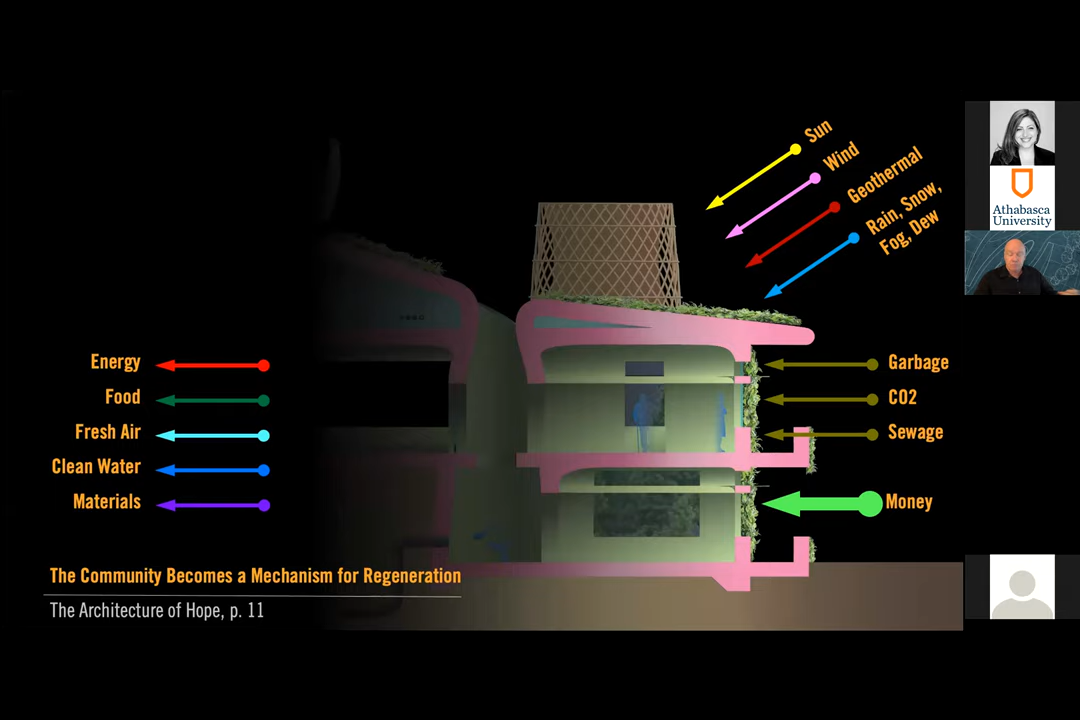 Sun
Wind
Geothermal
Rain, Snow,
Fog, Dew
Athabasca
University
Energy
Food
Fresh Air
Clean Water
Materials
Garbage
CO2
Sewage
Money
The Community Becomes a Mechanism for Regeneration
The Architecture of Hope, p. 11